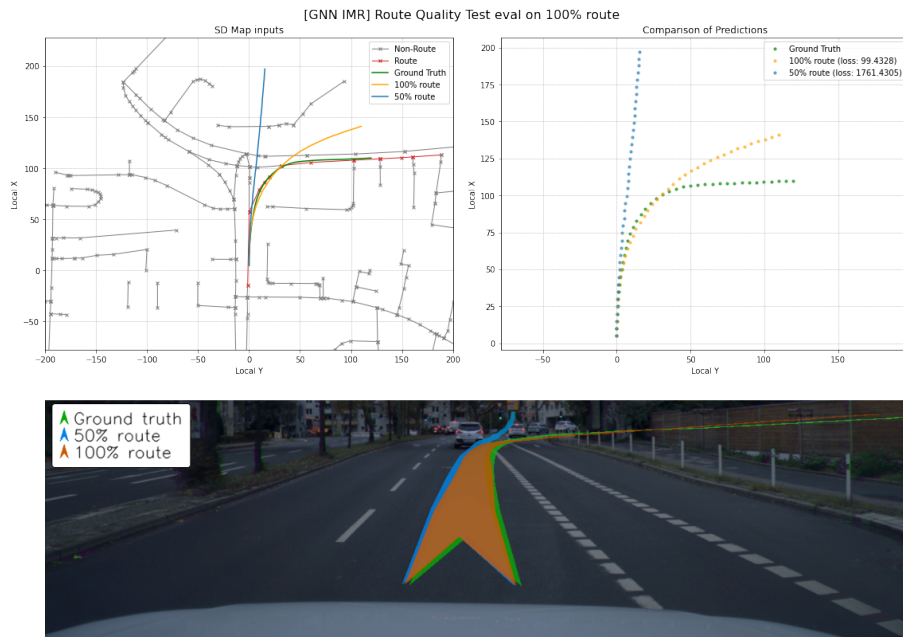 [GNN IMR] Route Quality Test eval on 100% route
SD Map inputs
Non-Route
Route
Ground Truth
100% route
50% route
200
150
100
50
0
−50
Local X
−200
−150
−100
−50
0
50
100
150
200
Local Y
Comparison of Predictions
Ground Truth
100% route (loss: 99.4328)
50% route (loss: 1761.4305)
200
175
150
125
100
75
50
25
0
Local X
−50
0
50
100
150
Local Y
Ground truth
50% route
100% route